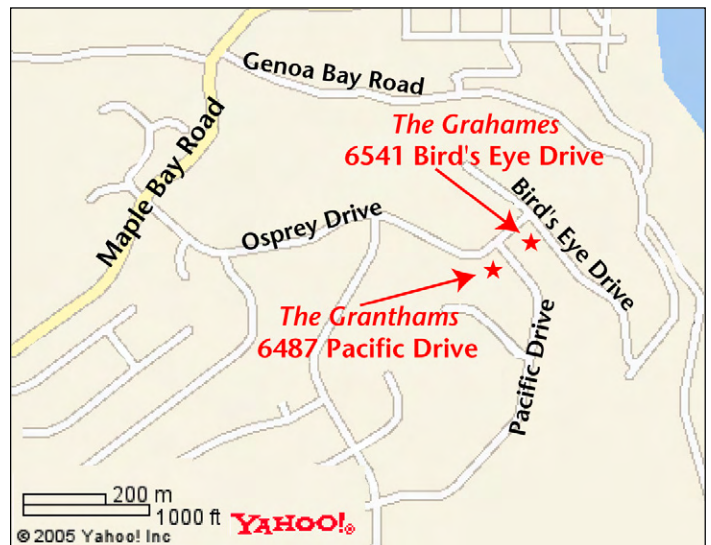 Genoa Bay Road
The Grahames
6541 Bird's Eye Drive
Maple Bay Road
Osprey Drive
Bird's Eye Drive
The Granthams
6487 Pacific Drive
Pacific Drive
200 m
1000 ft
YAHOO!®
© 2005 Yahoo! Inc